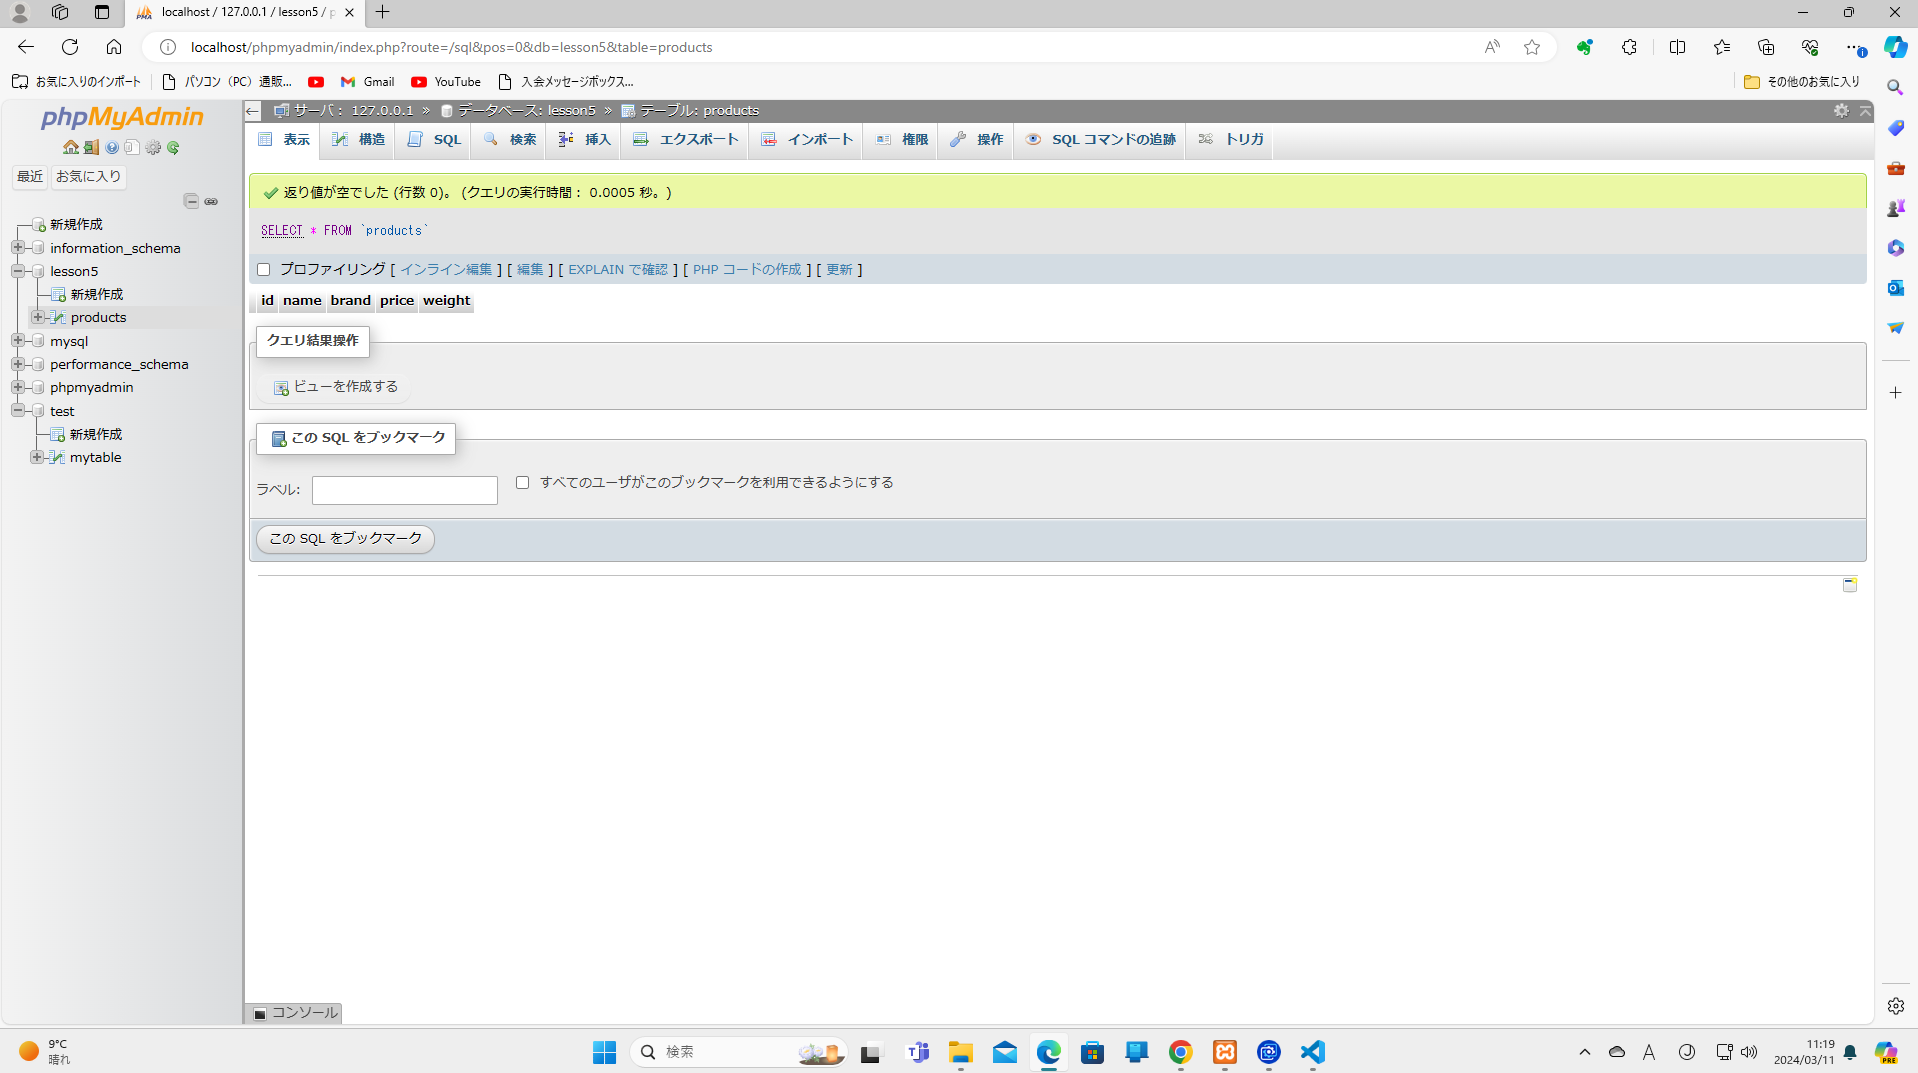 localhost / 127.0.0.1 / lesson5 / p
localhost/phpmyadmin/index.php?route=/sql&pos=0&db=lesson5&table=products
お気に入りのインポート
パソコン（PC）通販...
Gmail
YouTube
入会メッセージボックス...
その他のお気に入り
phpMyAdmin
最近
お気に入り
新規作成
information_schema
lesson5
新規作成
products
mysql
performance_schema
phpmyadmin
test
新規作成
mytable
サーバ： 127.0.0.1 » データベース: lesson5 » テーブル: products
表示
構造
SQL
検索
挿入
エクスポート
インポート
権限
操作
SQL コマンドの追跡
トリガ
返り値が空でした (行数 0)。 (クエリの実行時間： 0.0005 秒。)
SELECT * FROM `products`
プロファイリング [ インライン編集 ] [ 編集 ] [ EXPLAIN で確認 ] [ PHP コードの作成 ] [ 更新 ]
id name brand price weight
クエリ結果操作
ビューを作成する
この SQL をブックマーク
ラベル:
すべてのユーザがこのブックマークを利用できるようにする
この SQL をブックマーク
コンソール
9°C
晴れ
検索
A
11:19
2024/03/11
PRE